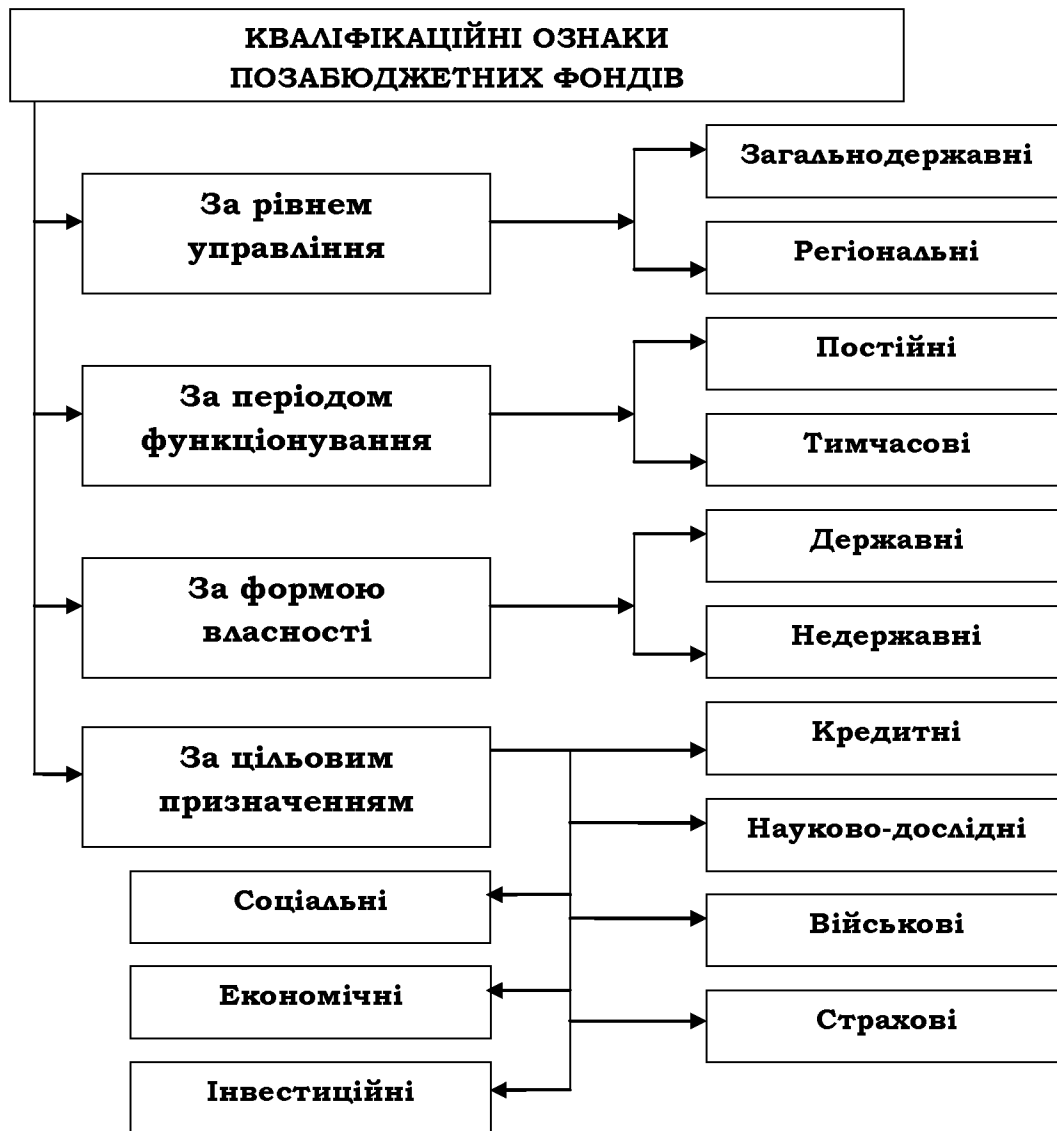 КВАЛІФІКАЦІЙНІ ОЗНАКИ
ПОЗАБЮДЖЕТНИХ ФОНДІВ
За рівнем
управління
Загальнодержавні
Регіональні
За періодом
функціонування
Постійні
Тимчасові
За формою
власності
Державні
Недержавні
За цільовим
призначенням
Кредитні
Науково-дослідні
Військові
Страхові
Соціальні
Економічні
Інвестиційні